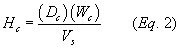 H_c = (D_c)(W_c) / V_s (Eq. 2)